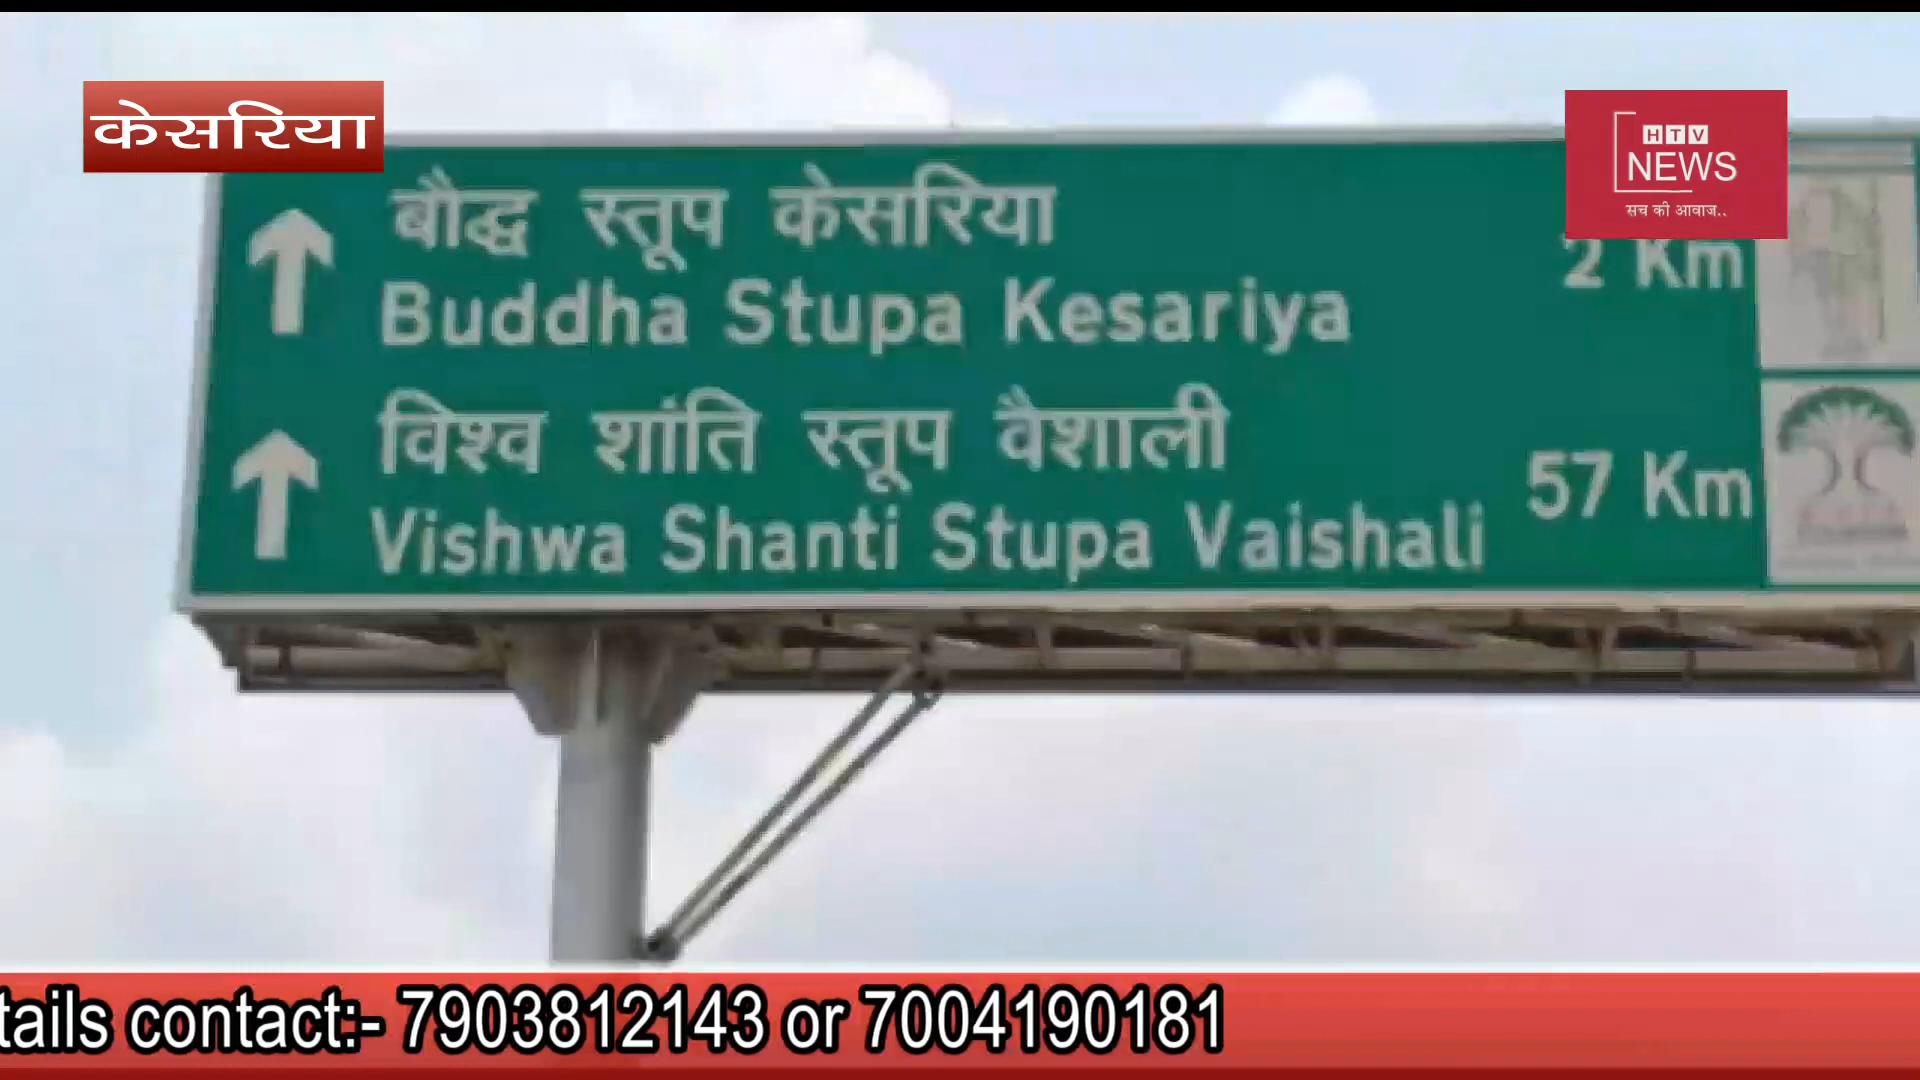 केसरिया
HTV
NEWS
सच की आवाज..
बौद्ध स्तूप केसरिया
Buddha Stupa Kesariya
2 Km
विश्व शांति स्तूप वैशाली
Vishwa Shanti Stupa Vaishali
57 Km
tails contact:- 7903812143 or 7004190181